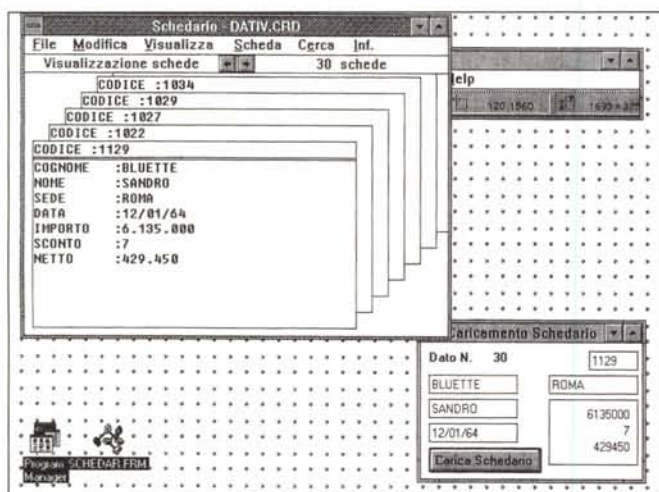 Schedario - DATIV.CRD
File Modifica Visualizza Scheda Cerca Inf.
Visualizzazione schede 30 schede
CODICE :1034
CODICE :1029
CODICE :1027
CODICE :1022
CODICE :1129
COGNOME :BLUETTE
NOME :SANDRO
SEDE :ROMA
DATA :12/01/64
IMPORTO :6.135.000
SCONTO :7
NETTO :429.450
elp
Caricamento Schedario
Dato N. 30 1129
BLUETTE ROMA
SANDRO 6135000
12/01/64 7
429450
Carica Schedario
Program Manager
SCHEDAR.FRM